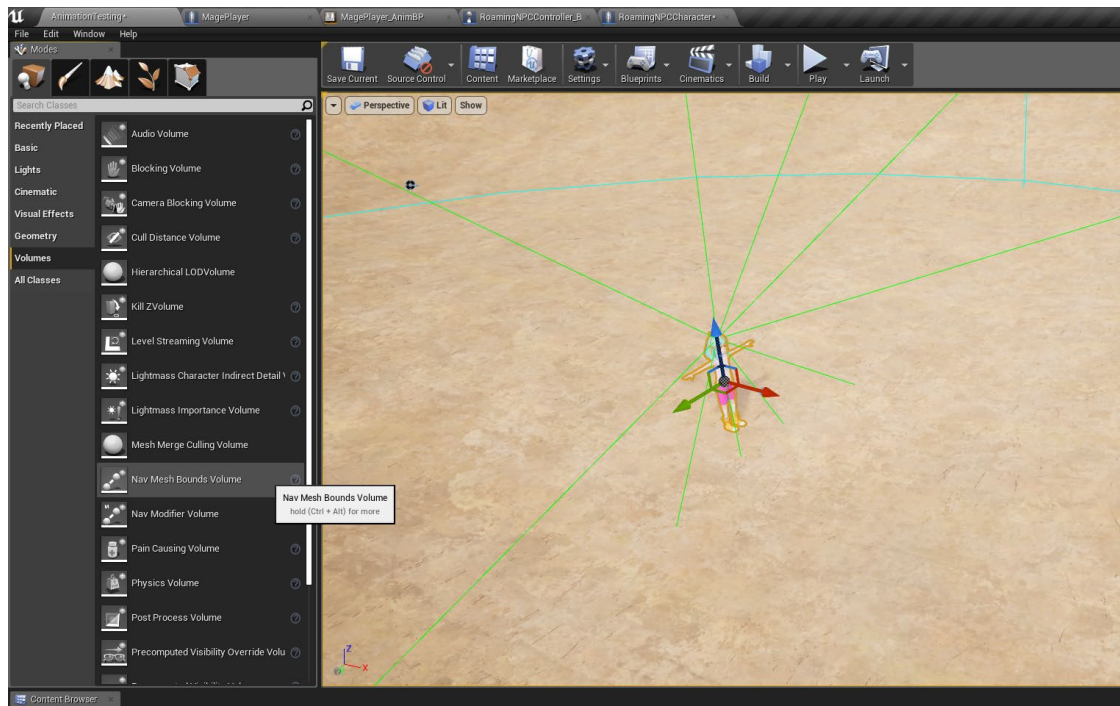 AnimationTesting*
MagePlayer
MagePlayer_AnimBP
RoamingNPCController_B
RoamingNPCCharacter*
File Edit Window Help
Modes
Search Classes
Recently Placed
Basic
Lights
Cinematic
Visual Effects
Geometry
Volumes
All Classes
Audio Volume
Blocking Volume
Camera Blocking Volume
Cull Distance Volume
Hierarchical LODVolume
Kill ZVolume
Level Streaming Volume
Lightmass Character Indirect Detail
Lightmass Importance Volume
Mesh Merge Culling Volume
Nav Mesh Bounds Volume
Nav Modifier Volume
Pain Causing Volume
Physics Volume
Post Process Volume
Precomputed Visibility Override Volu
Nav Mesh Bounds Volume
hold (Ctrl + Alt) for more
Save Current
Source Control
Content
Marketplace
Settings
Blueprints
Cinematics
Build
Play
Launch
Perspective
Lit
Show
Z
X
Content Browser